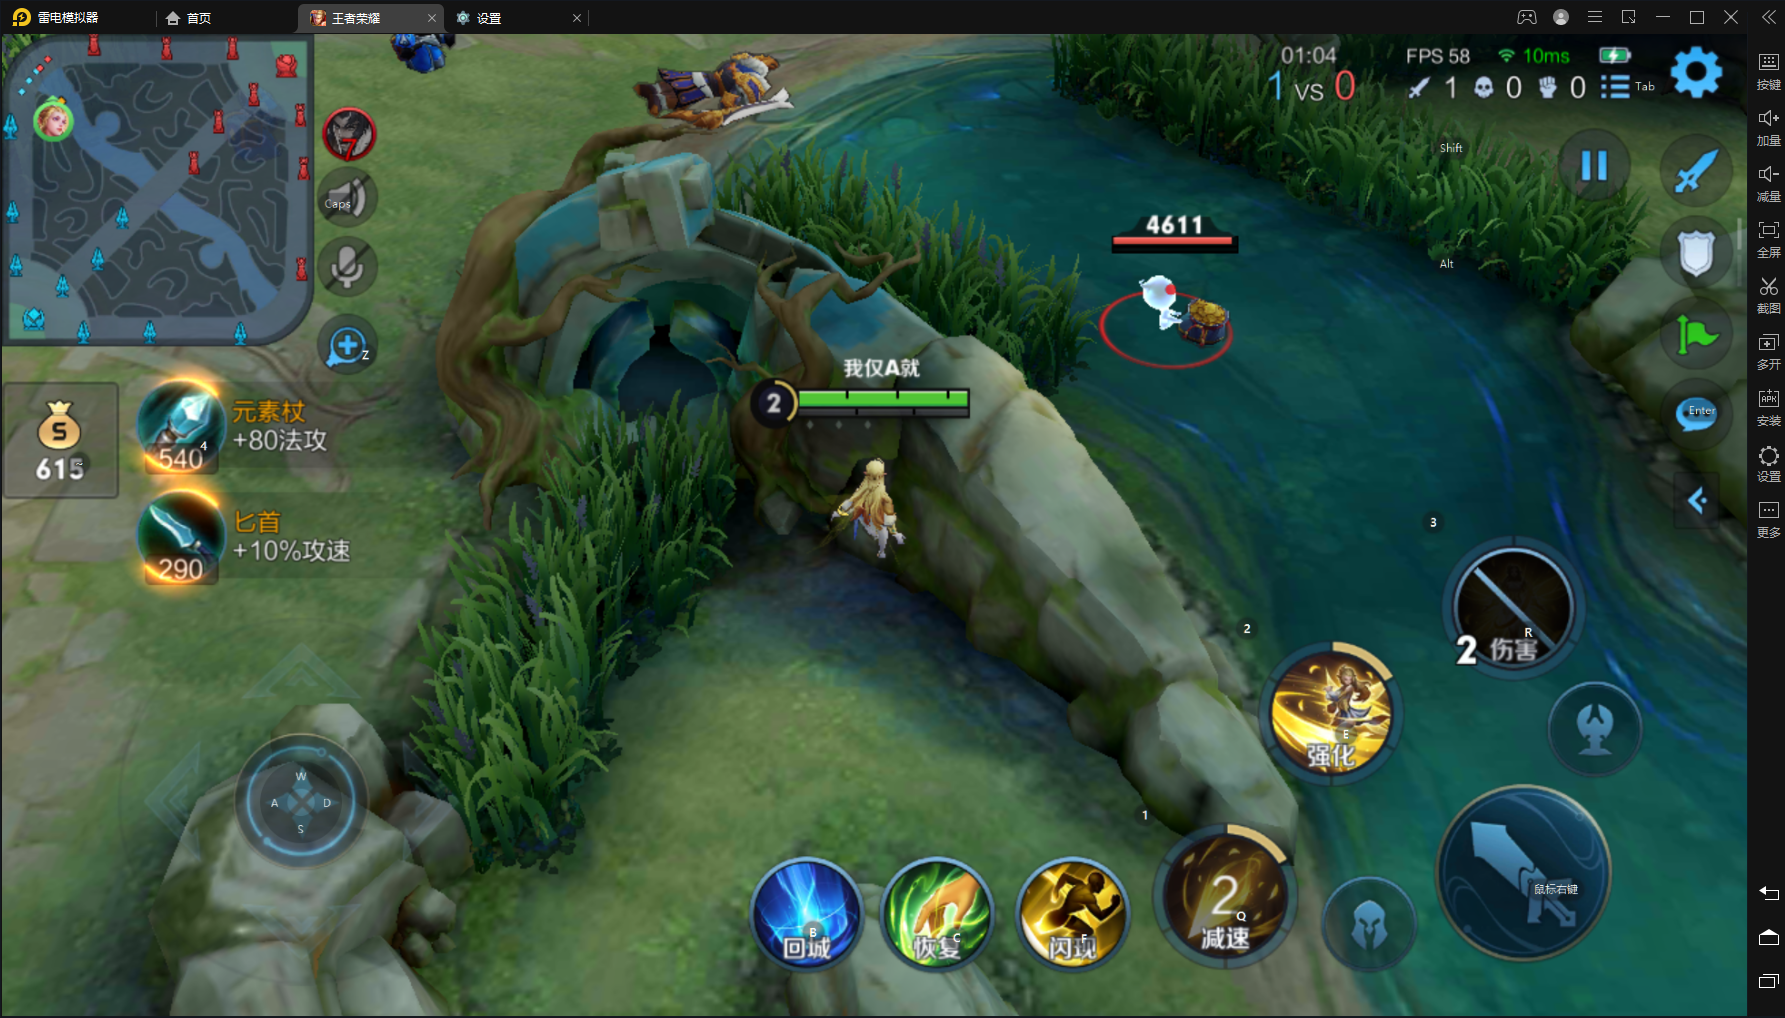 雷电模拟器
首页
王者荣耀
设置
01:04
FPS 58
10ms
1 VS 0
1
0
0
Tab
按键
加量
减量
全屏
截图
多开
安装
设置
更多
APK
7
Caps
Z
Shift
Alt
Enter
4611
我仅A就
2
S
615
~
元素杖
+80法攻
540
4
匕首
+10%攻速
290
3
2
1
R
2 伤害
E
强化
W
A
D
S
B
回城
C
恢复
F
闪现
2
Q
减速
鼠标右键